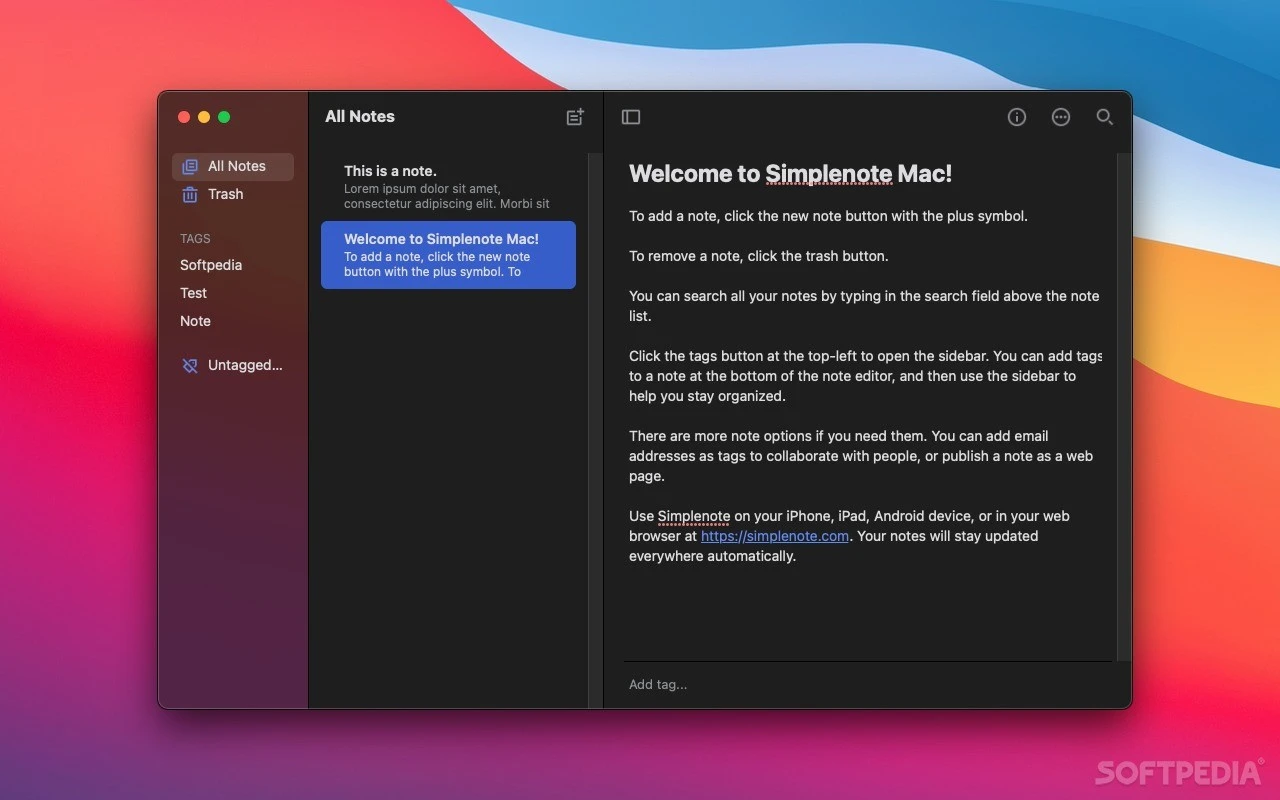 All Notes
Trash
TAGS
Softpedia
Test
Note
Untagged...
All Notes
This is a note.
Lorem ipsum dolor sit amet,
consectetur adipiscing elit. Morbi sit
Welcome to Simplenote Mac!
To add a note, click the new note
button with the plus symbol. To
Welcome to Simplenote Mac!
To add a note, click the new note button with the plus symbol.
To remove a note, click the trash button.
You can search all your notes by typing in the search field above the note
list.
Click the tags button at the top-left to open the sidebar. You can add tags
to a note at the bottom of the note editor, and then use the sidebar to
help you stay organized.
There are more note options if you need them. You can add email
addresses as tags to collaborate with people, or publish a note as a web
page.
Use Simplenote on your iPhone, iPad, Android device, or in your web
browser at https://simplenote.com. Your notes will stay updated
everywhere automatically.
Add tag...
SOFTPEDIA®